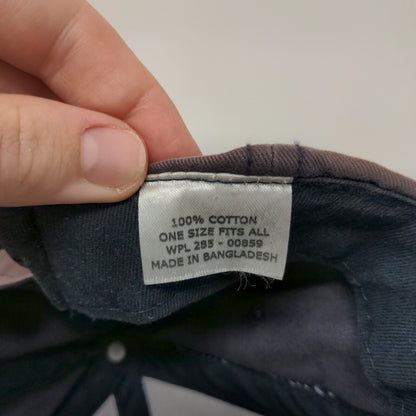 100% COTTON
ONE SIZE FITS ALL
WPL 285 - 00859
MADE IN BANGLADESH